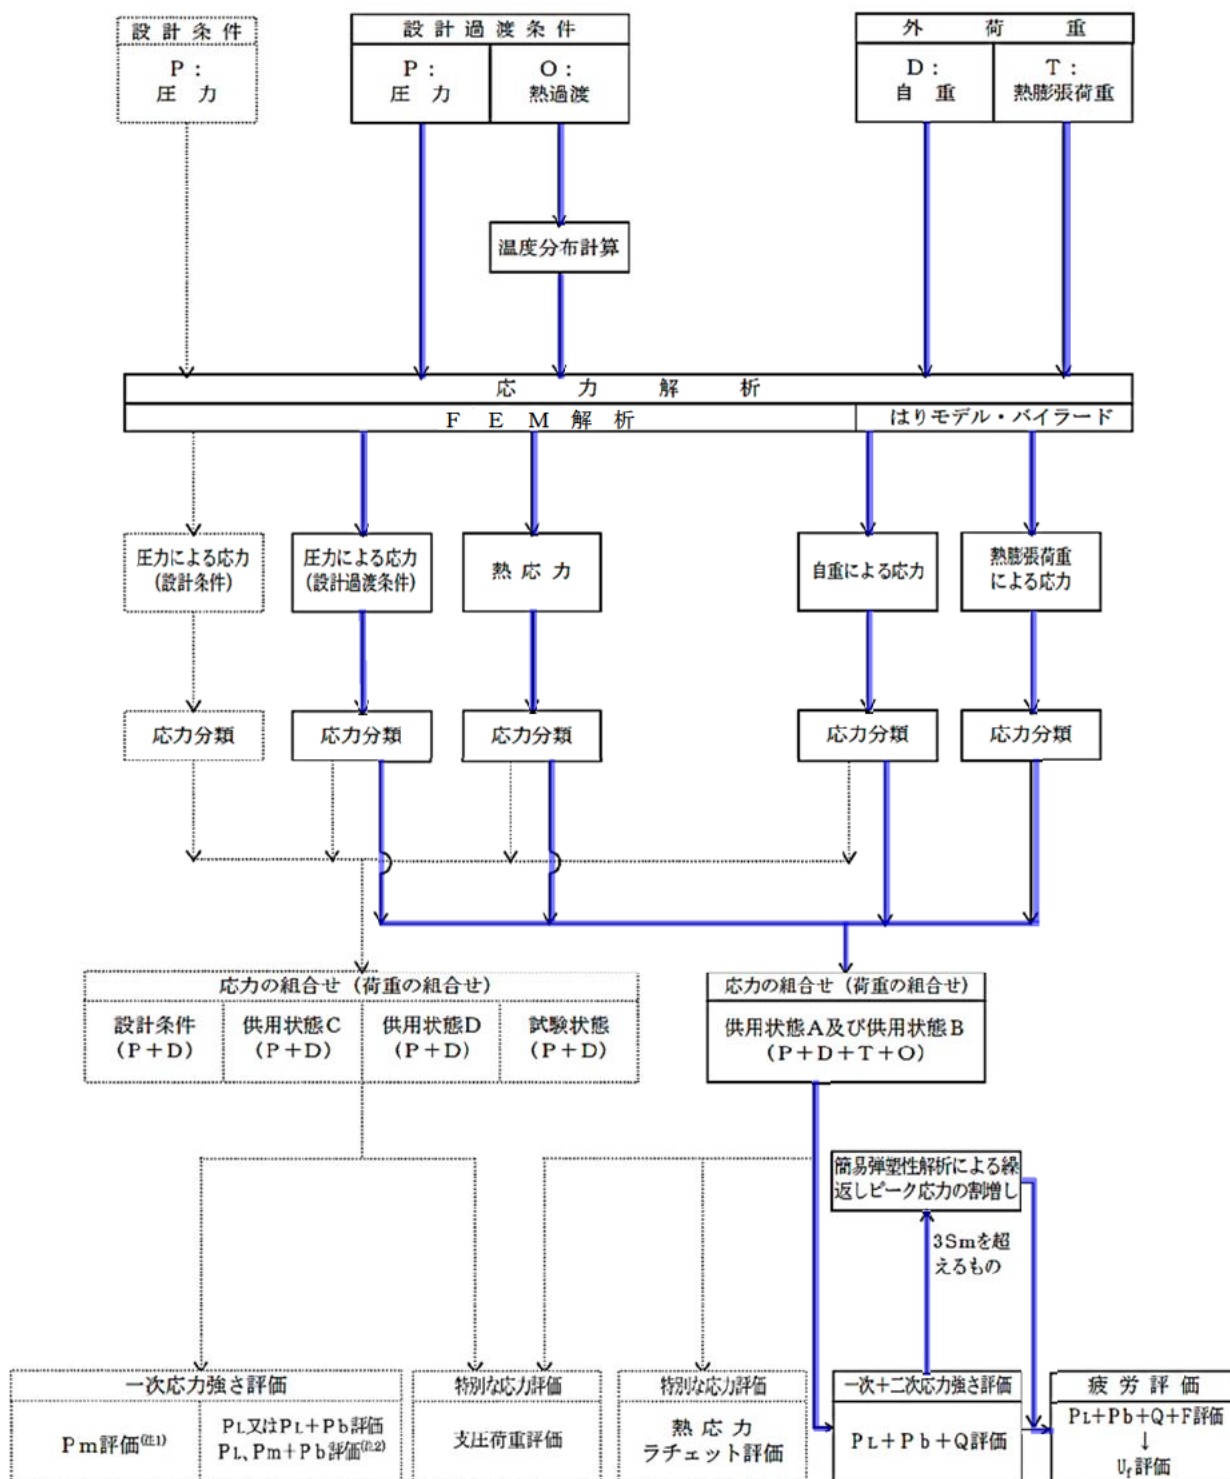 設計条件
P：
圧力
設計過渡条件
P：
圧力
O：
熱過渡
外荷重
D：
自重
T：
熱膨張荷重
温度分布計算
応力解析
FEM解析
はりモデル・バイラード
圧力による応力
(設計条件)
圧力による応力
(設計過渡条件)
熱応力
自重による応力
熱膨張荷重
による応力
応力分類
応力分類
応力分類
応力分類
応力分類
応力の組合せ（荷重の組合せ）
設計条件
（P＋D）
供用状態C
（P＋D）
供用状態D
（P＋D）
試験状態
（P＋D）
応力の組合せ（荷重の組合せ）
供用状態A及び供用状態B
（P＋D＋T＋O）
簡易弾塑性解析による繰
返しピーク応力の割増し
3Smを超
えるもの
一次応力強さ評価
Pm評価(注1)
PL又はPL＋Pb評価
PL、Pm＋Pb評価(注2)
特別な応力評価
支圧荷重評価
特別な応力評価
熱応力
ラチェット評価
一次＋二次応力強さ評価
PL＋Pb＋Q評価
疲労評価
PL＋Pb＋Q＋F評価
↓
Uf評価